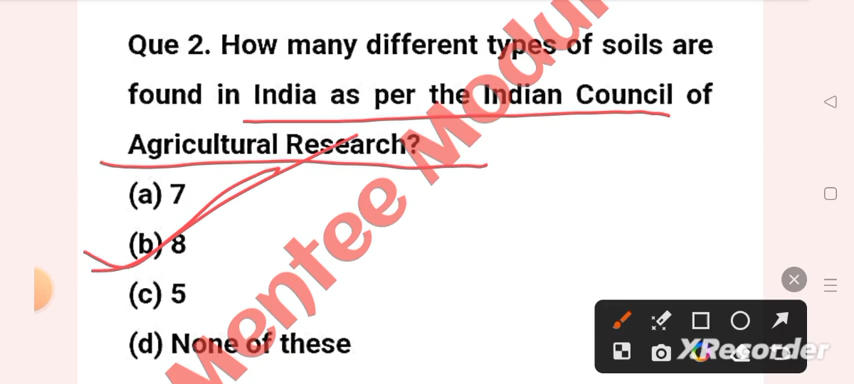 Que 2. How many different types of soils are
found in India as per the Indian Council of
Agricultural Research?
(a) 7
(b) 8
(c) 5
(d) None of these
Mentee Modul
XRecorder